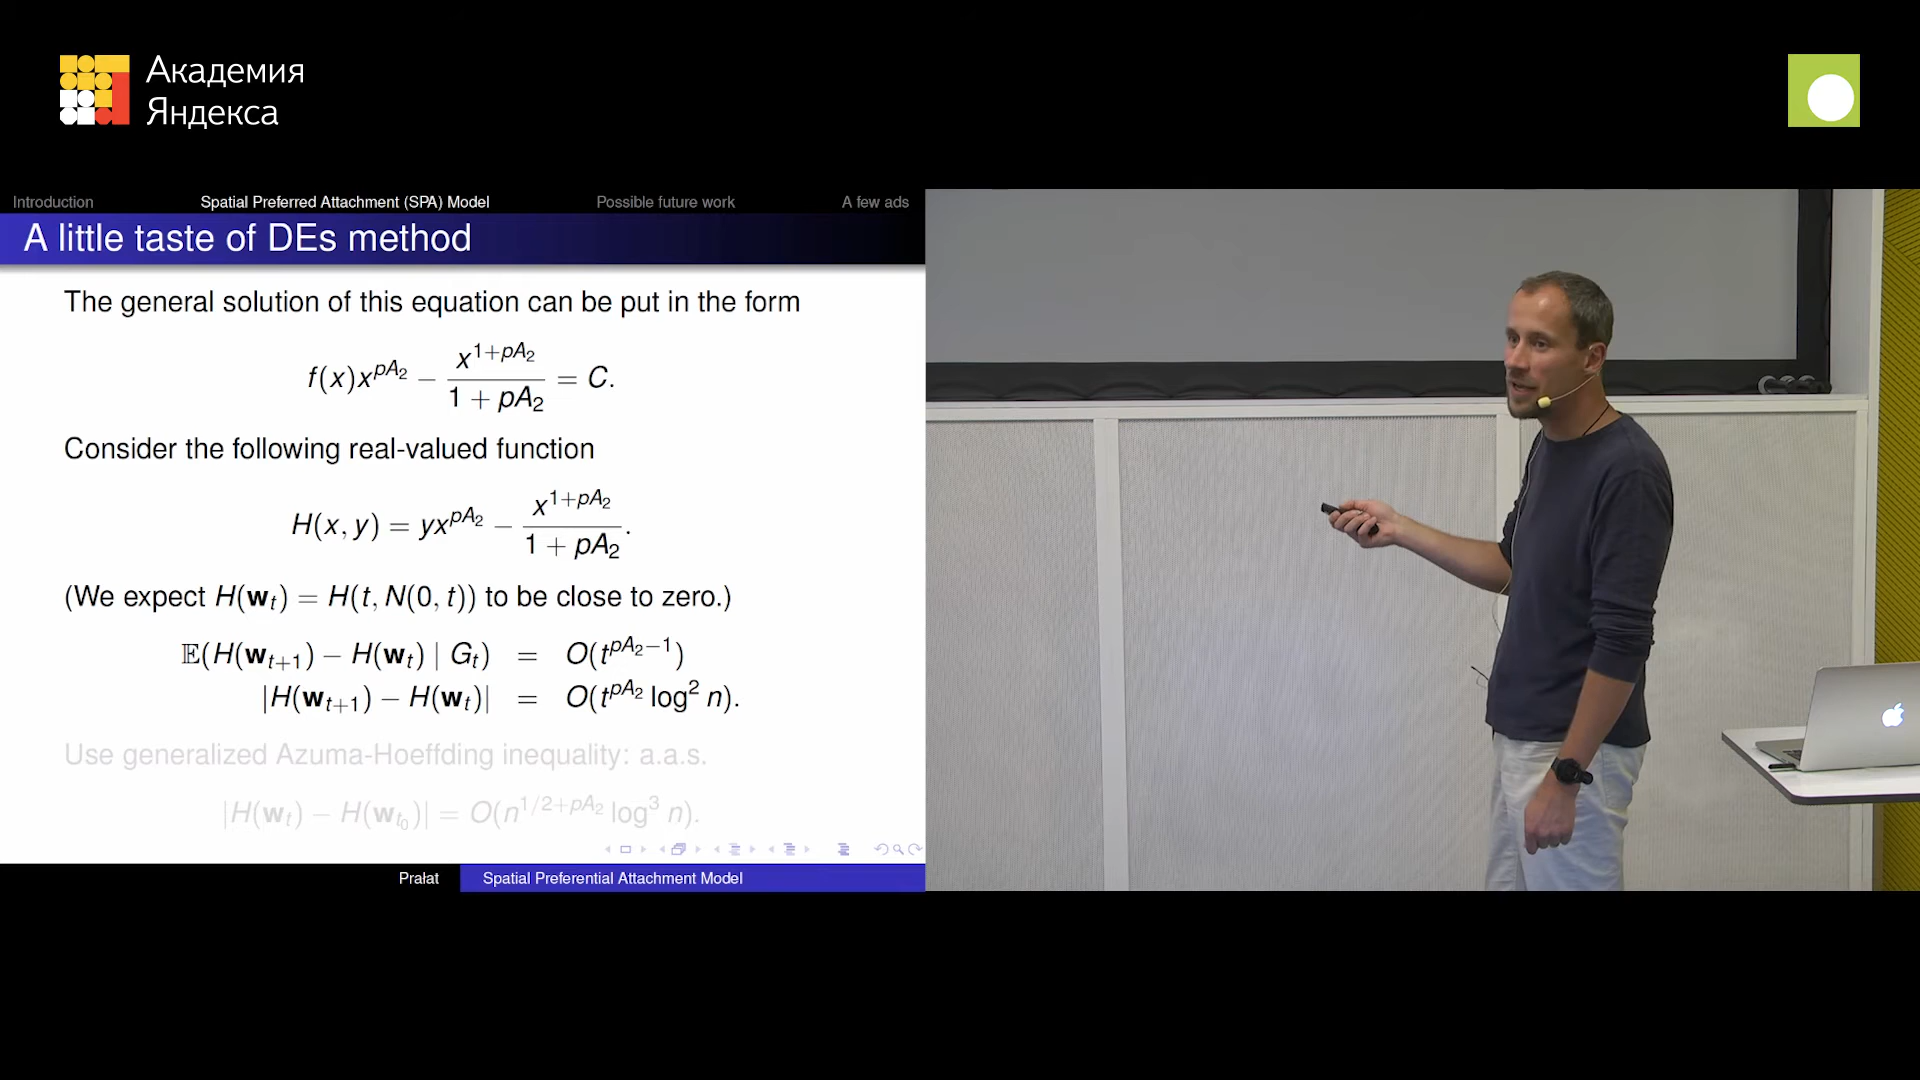 Академия
Яндекса
Introduction Spatial Preferred Attachment (SPA) Model Possible future work A few ads
A little taste of DEs method
The general solution of this equation can be put in the form
f(x)x^{pA_2} − \frac{x^{1+pA_2}}{1 + pA_2} = C.
Consider the following real-valued function
H(x, y) = yx^{pA_2} − \frac{x^{1+pA_2}}{1 + pA_2}.
(We expect H(w_t) = H(t, N(0, t)) to be close to zero.)
𝔼(H(w_{t+1}) − H(w_t) | G_t) = O(t^{pA_2−1})
|H(w_{t+1}) − H(w_t)| = O(t^{pA_2} log^2 n).
Use generalized Azuma-Hoeffding inequality: a.a.s.
|H(w_t) − H(w_{t_0})| = O(n^{1/2+pA_2} log^3 n).
Prałat Spatial Preferential Attachment Model